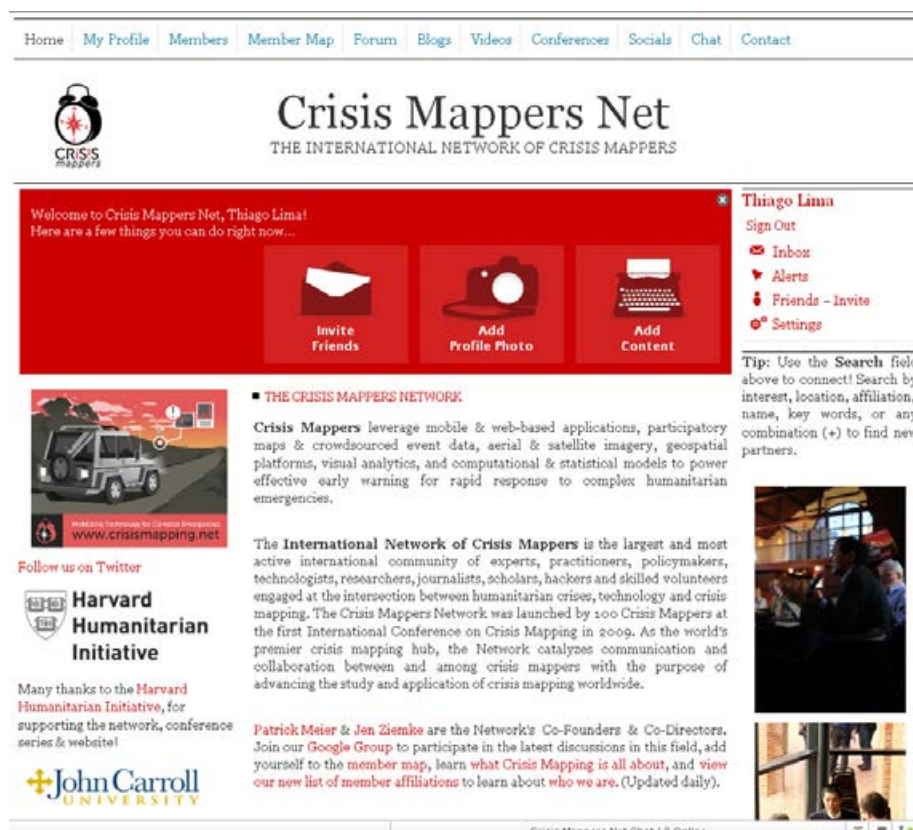 Home My Profile Members Member Map Forum Blogs Videos Conferences Socials Chat Contact
CRISIS
mappers
Crisis Mappers Net
THE INTERNATIONAL NETWORK OF CRISIS MAPPERS
Welcome to Crisis Mappers Net, Thiago Lima!
Here are a few things you can do right now...
Invite
Friends
Add
Profile Photo
Add
Content
Thiago Lima
Sign Out
Inbox
Alerts
Friends – Invite
Settings
Tip: Use the Search field
above to connect! Search by
interest, location, affiliation,
name, key words, or any
combination (+) to find new
partners.
www.crisismapping.net
Follow us on Twitter
Harvard
Humanitarian
Initiative
Many thanks to the Harvard
Humanitarian Initiative, for
supporting the network, conference
series & website!
John Carroll
UNIVERSITY
THE CRISIS MAPPERS NETWORK
Crisis Mappers leverage mobile & web-based applications, participatory
maps & crowdsourced event data, aerial & satellite imagery, geospatial
platforms, visual analytics, and computational & statistical models to power
effective early warning for rapid response to complex humanitarian
emergencies.
The International Network of Crisis Mappers is the largest and most
active international community of experts, practitioners, policymakers,
technologists, researchers, journalists, scholars, hackers and skilled volunteers
engaged at the intersection between humanitarian crises, technology and crisis
mapping. The Crisis Mappers Network was launched by 100 Crisis Mappers at
the first International Conference on Crisis Mapping in 2009. As the world's
premier crisis mapping hub, the Network catalyzes communication and
collaboration between and among crisis mappers with the purpose of
advancing the study and application of crisis mapping worldwide.
Patrick Meier & Jen Ziemke are the Network's Co-Founders & Co-Directors.
Join our Google Group to participate in the latest discussions in this field, add
yourself to the member map, learn what Crisis Mapping is all about, and view
our new list of member affiliations to learn about who we are. (Updated daily).